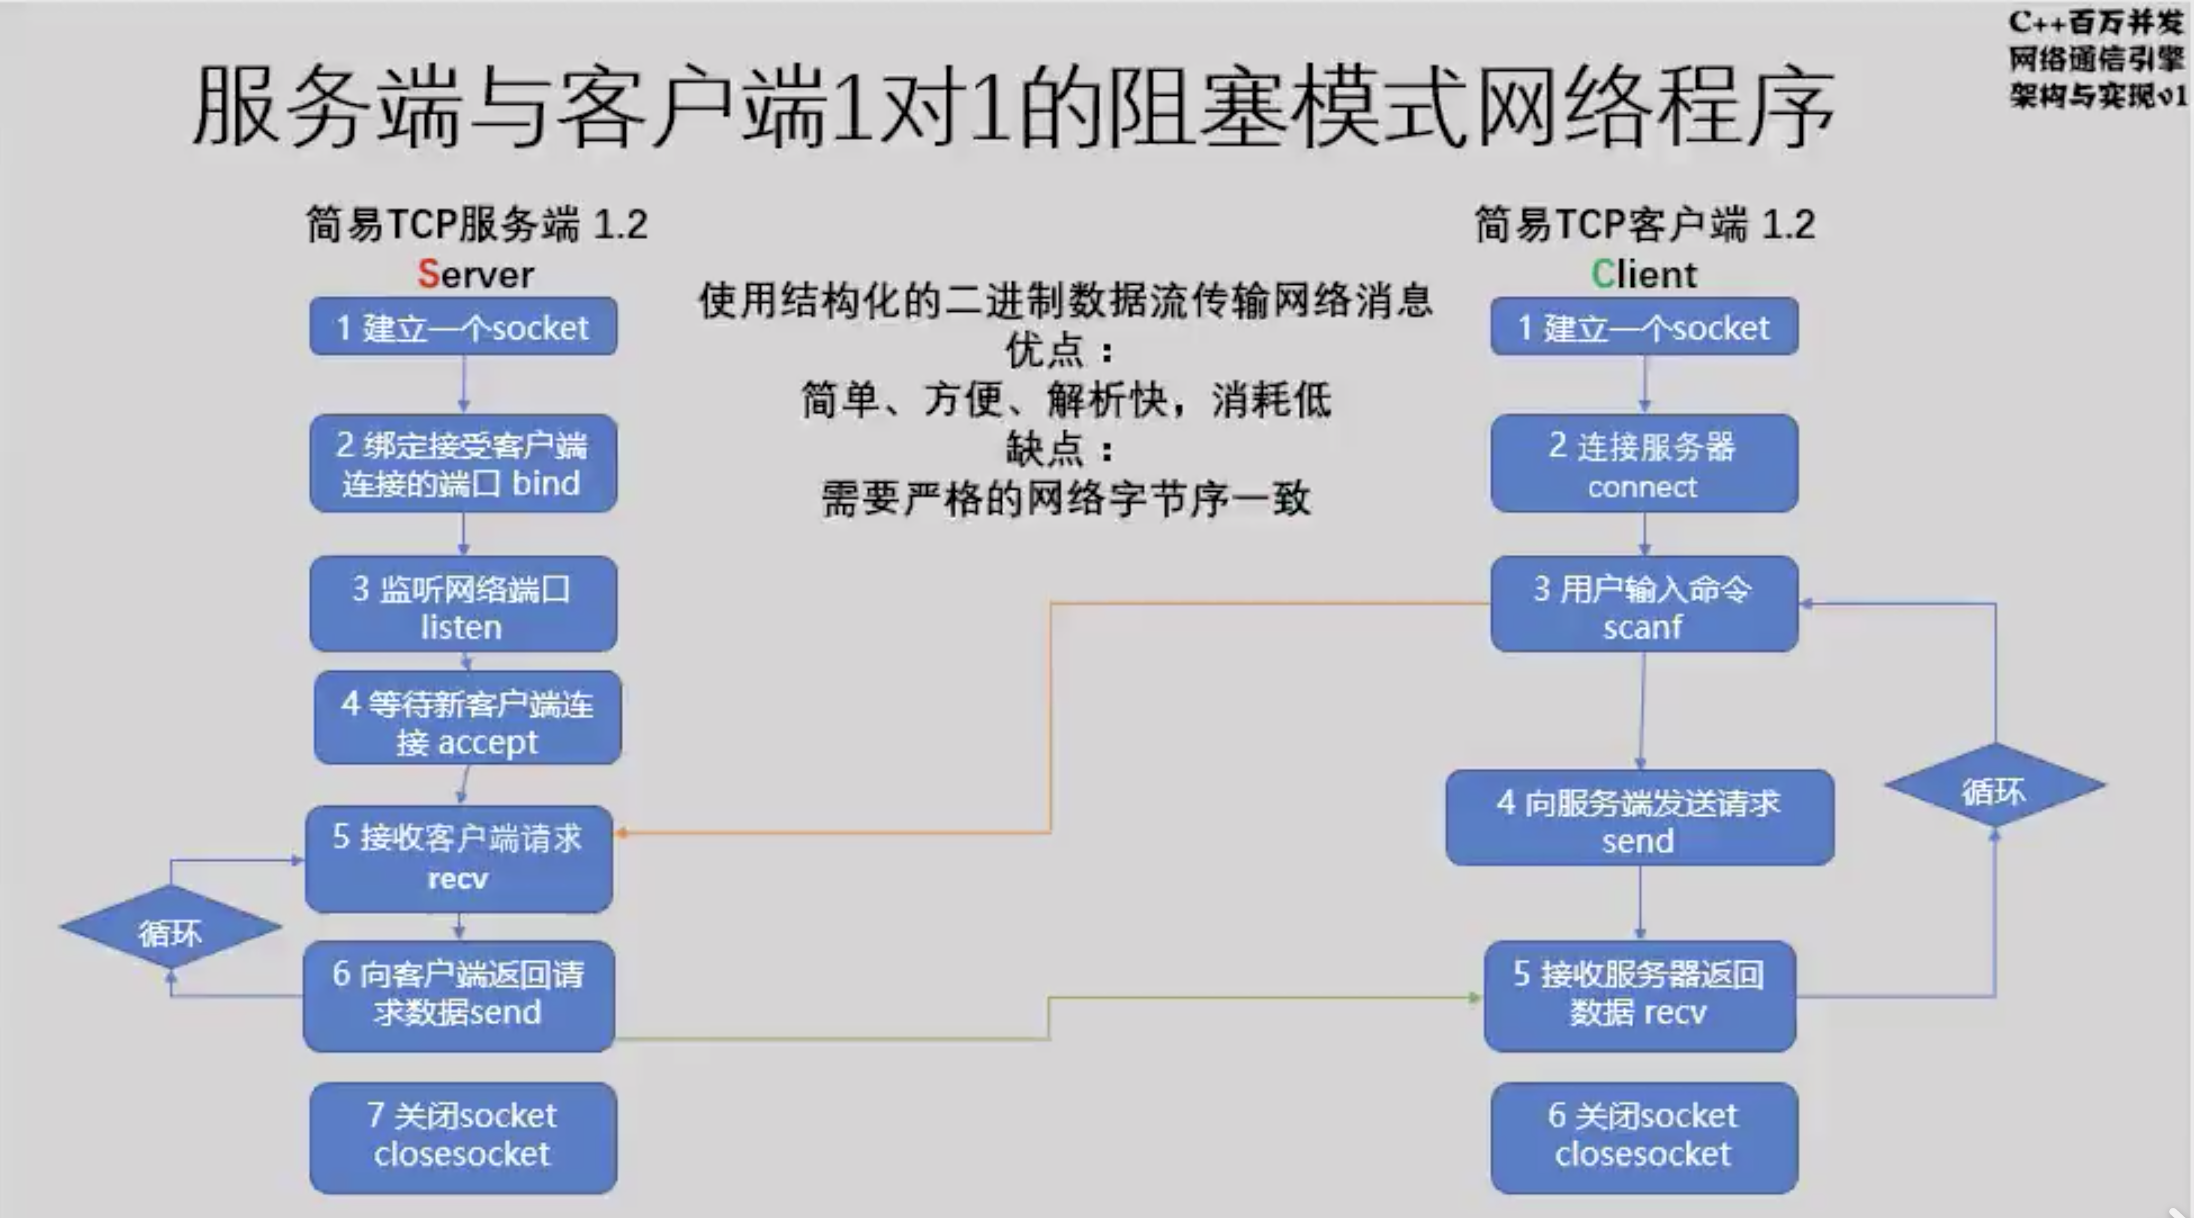 C++百万并发
网络通信引擎
架构与实现v1
服务端与客户端1对1的阻塞模式网络程序
简易TCP服务端 1.2
Server
1 建立一个socket
2 绑定接受客户端
连接的端口 bind
3 监听网络端口
listen
4 等待新客户端连
接 accept
5 接收客户端请求
recv
循环
6 向客户端返回请
求数据send
7 关闭socket
closesocket
使用结构化的二进制数据流传输网络消息
优点：
简单、方便、解析快，消耗低
缺点：
需要严格的网络字节序一致
简易TCP客户端 1.2
Client
1 建立一个socket
2 连接服务器
connect
3 用户输入命令
scanf
4 向服务端发送请求
send
循环
5 接收服务器返回
数据 recv
6 关闭socket
closesocket